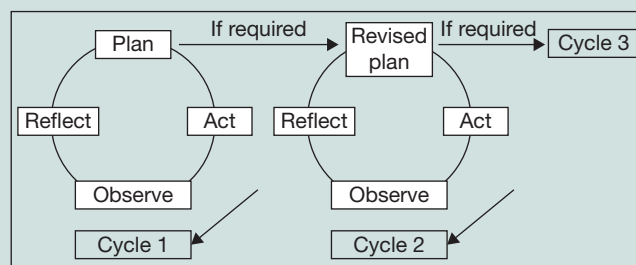 Plan
If required
Revised
plan
If required
Cycle 3
Reflect
Act
Reflect
Act
Observe
Observe
Cycle 1
Cycle 2